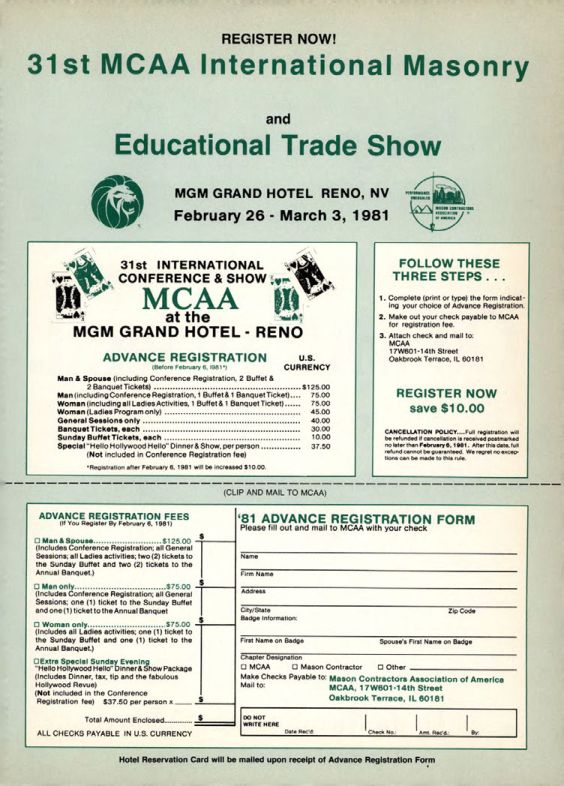 REGISTER NOW!
31st MCAA International Masonry
and
Educational Trade Show
MGM GRAND HOTEL RENO, NV
February 26 - March 3, 1981
PERFORMANCE
UNEQUALED
MASON CONTRACTORS
ASSOCIATION
OF AMERICA
31st INTERNATIONAL
CONFERENCE & SHOW
MCAA
at the
MGM GRAND HOTEL - RENO
ADVANCE REGISTRATION
(Before February 6, 1981*)
U.S.
CURRENCY
Man & Spouse (including Conference Registration, 2 Buffet &
2 Banquet Tickets) $125.00
Man (including Conference Registration, 1 Buffet & 1 Banquet Ticket).... 75.00
Woman (including all Ladies Activities, 1 Buffet & 1 Banquet Ticket)..... 75.00
Woman (Ladies Program only) 45.00
General Sessions only 40.00
Banquet Tickets, each 30.00
Sunday Buffet Tickets, each 10.00
Special "Hello Hollywood Hello" Dinner & Show, per person 37.50
(Not included in Conference Registration fee)
*Registration after February 6, 1981 will be increased $10.00.
FOLLOW THESE
THREE STEPS . . .
1. Complete (print or type) the form indicat-
ing your choice of Advance Registration.
2. Make out your check payable to MCAA
for registration fee.
3. Attach check and mail to:
MCAA
17W601-14th Street
Oakbrook Terrace, IL 60181
REGISTER NOW
save $10.00
CANCELLATION POLICY....Full registration will
be refunded if cancellation is received postmarked
no later than February 6, 1981. After this date, full
refund cannot be guaranteed. We regret no excep-
tions can be made to this rule.
(CLIP AND MAIL TO MCAA)
ADVANCE REGISTRATION FEES
(If You Register By February 6, 1981)
Man & Spouse $125.00 $
(Includes Conference Registration; all General
Sessions; all Ladies activities; two (2) tickets to
the Sunday Buffet and two (2) tickets to the
Annual Banquet.)
Man only $75.00 $
(Includes Conference Registration; all General
Sessions; one (1) ticket to the Sunday Buffet
and one (1) ticket to the Annual Banquet
Woman only $75.00 $
(Includes all Ladies activities; one (1) ticket to
the Sunday Buffet and one (1) ticket to the
Annual Banquet.)
Extra Special Sunday Evening
"Hello Hollywood Hello" Dinner & Show Package
(Includes Dinner, tax, tip and the fabulous
Hollywood Revue)
(Not included in the Conference
Registration fee) $37.50 per person x ___ $
Total Amount Enclosed $
ALL CHECKS PAYABLE IN U.S. CURRENCY
'81 ADVANCE REGISTRATION FORM
Please fill out and mail to MCAA with your check
Name
Firm Name
Address
City/State Zip Code
Badge Information:
First Name on Badge Spouse's First Name on Badge
Chapter Designation
MCAA Mason Contractor Other
Make Checks Payable to: Mason Contractors Association of America
Mail to: MCAA, 17W601-14th Street
Oakbrook Terrace, IL 60181
DO NOT
WRITE HERE
Date Rec'd: Check No.: Amt. Rec'd.: By:
Hotel Reservation Card will be mailed upon receipt of Advance Registration Form